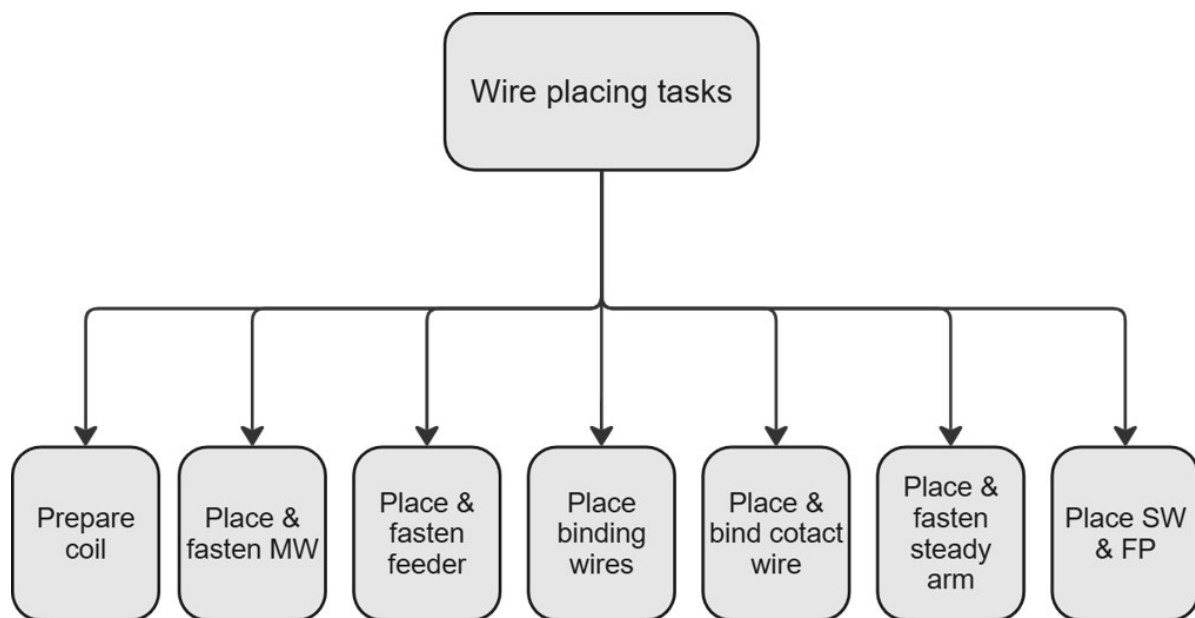 Wire placing tasks
Prepare
coil
Place &
fasten MW
Place &
fasten
feeder
Place
binding
wires
Place &
bind cotact
wire
Place &
fasten
steady
arm
Place SW
& FP